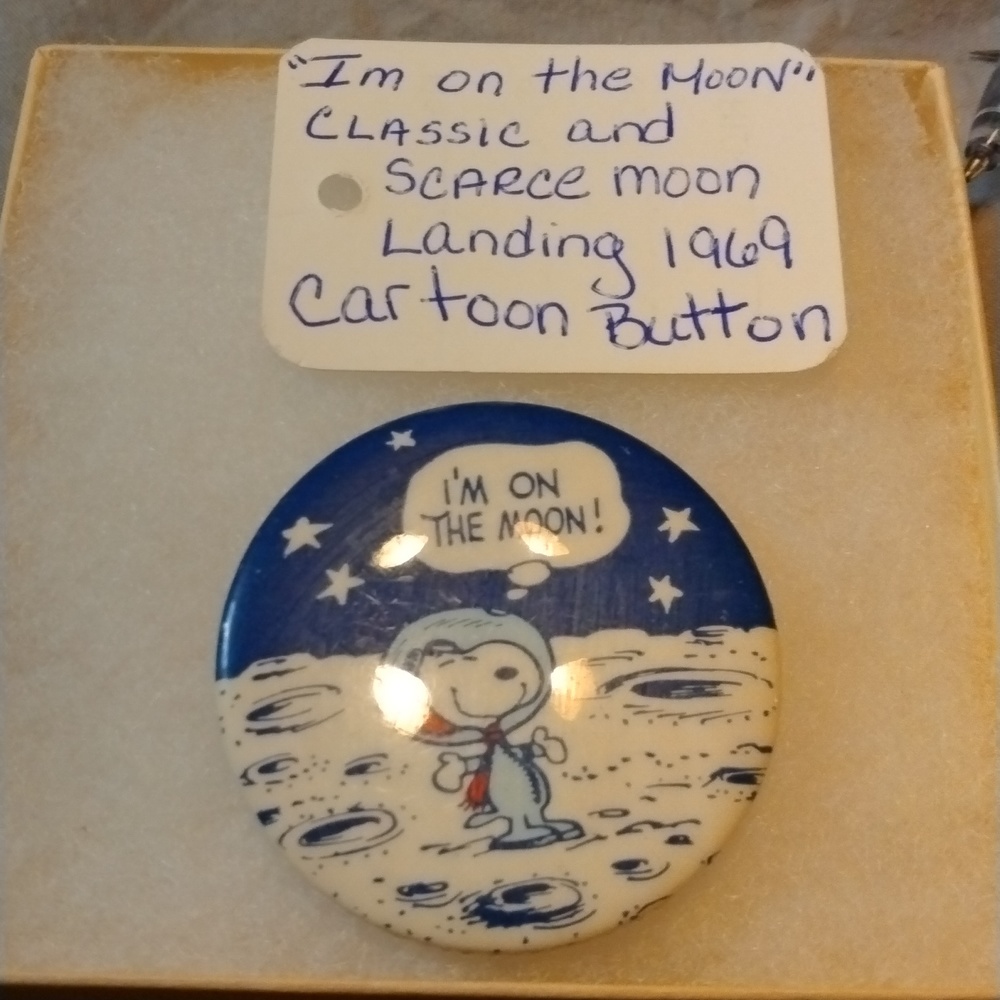 "Im on the Moon"
CLASSIC and
SCARCe moon
Landing 1969
Cartoon Button
I'M ON
THE MOON!